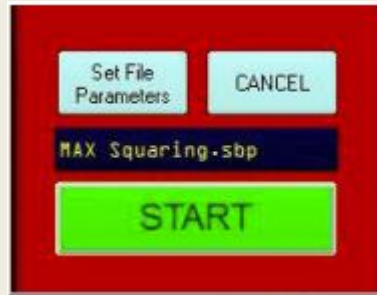 Set File
Parameters
CANCEL
MAX Squaring.sbp
START